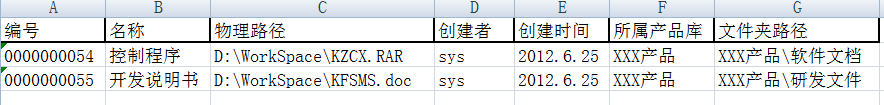 A B C D E F G
编号 名称 物理路径 创建者 创建时间 所属产品库 文件夹路径
0000000054 控制程序 D:\WorkSpace\KZCX.RAR sys 2012.6.25 XXX产品 XXX产品\软件文档
0000000055 开发说明书 D:\WorkSpace\KFSMS.doc sys 2012.6.25 XXX产品 XXX产品\研发文件